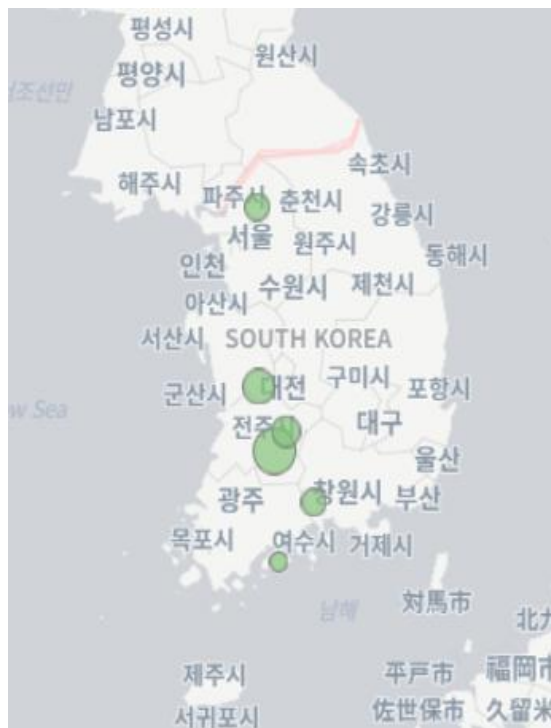 평성시
원산시
평양시
서조선만
남포시
해주시
속초시
파주시
춘천시
강릉시
서울
원주시
동해시
인천
수원시
제천시
아산시
서산시
SOUTH KOREA
대전
구미시
군산시
포항시
ow Sea
전주시
대구
울산
창원시
광주
부산
목포시
여수시
거제시
남해
対馬市
北九
제주시
平戸市
福岡市
서귀포시
佐世保市
久留米